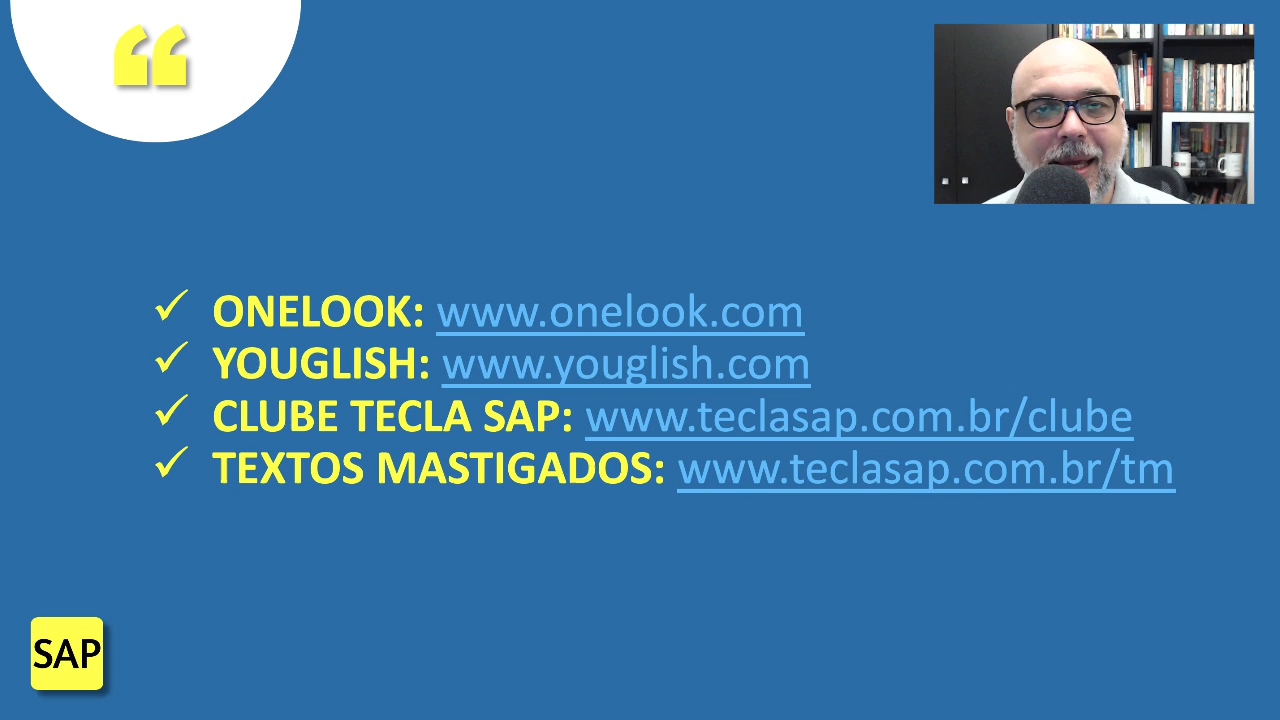 “
ONELOOK: www.onelook.com
YOUGLISH: www.youglish.com
CLUBE TECLA SAP: www.teclasap.com.br/clube
TEXTOS MASTIGADOS: www.teclasap.com.br/tm
SAP